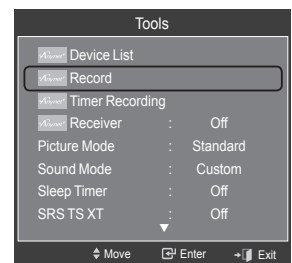 Tools
Device List
Record
Timer Recording
Receiver : Off
Picture Mode : Standard
Sound Mode : Custom
Sleep Timer : Off
SRS TS XT : Off
Move Enter Exit